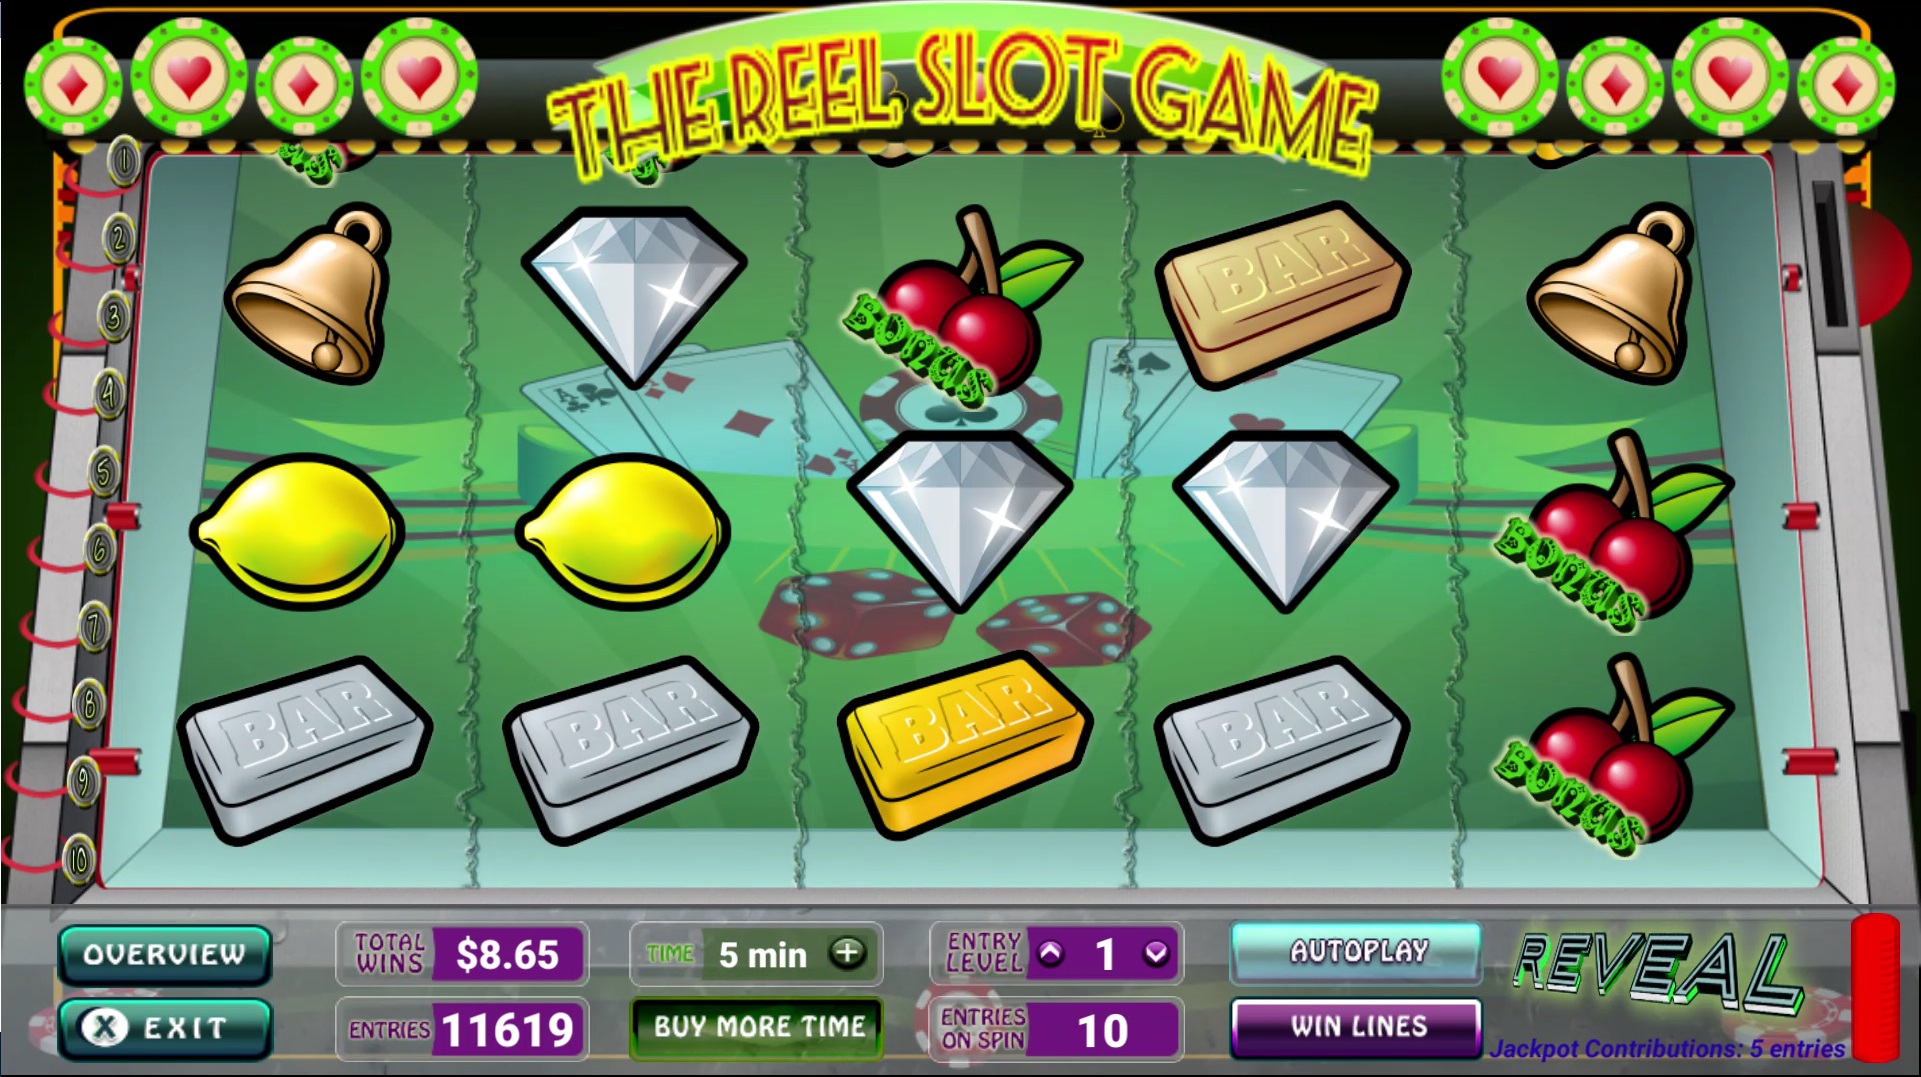 THE REEL SLOT GAME
1
2
3
4
5
6
7
8
9
10
BAR
BONUS
A
A
A
BONUS
BAR
BAR
BAR
BAR
BONUS
OVERVIEW
TOTAL WINS $8.65
TIME 5 min +
ENTRY LEVEL 1
AUTOPLAY
REVEAL
X EXIT
ENTRIES 11619
BUY MORE TIME
ENTRIES ON SPIN 10
WIN LINES
Jackpot Contributions: 5 entries